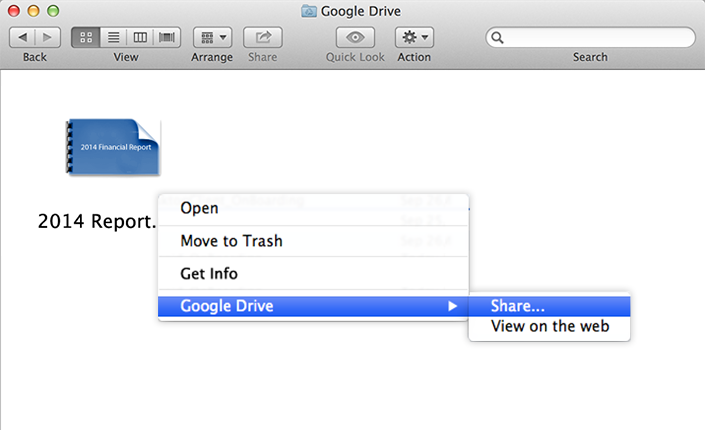 Google Drive
Back
View
Arrange
Share
Quick Look
Action
Search
2014 Financial Report
2014 Report.
Open
Move to Trash
Get Info
Google Drive
Share...
View on the web